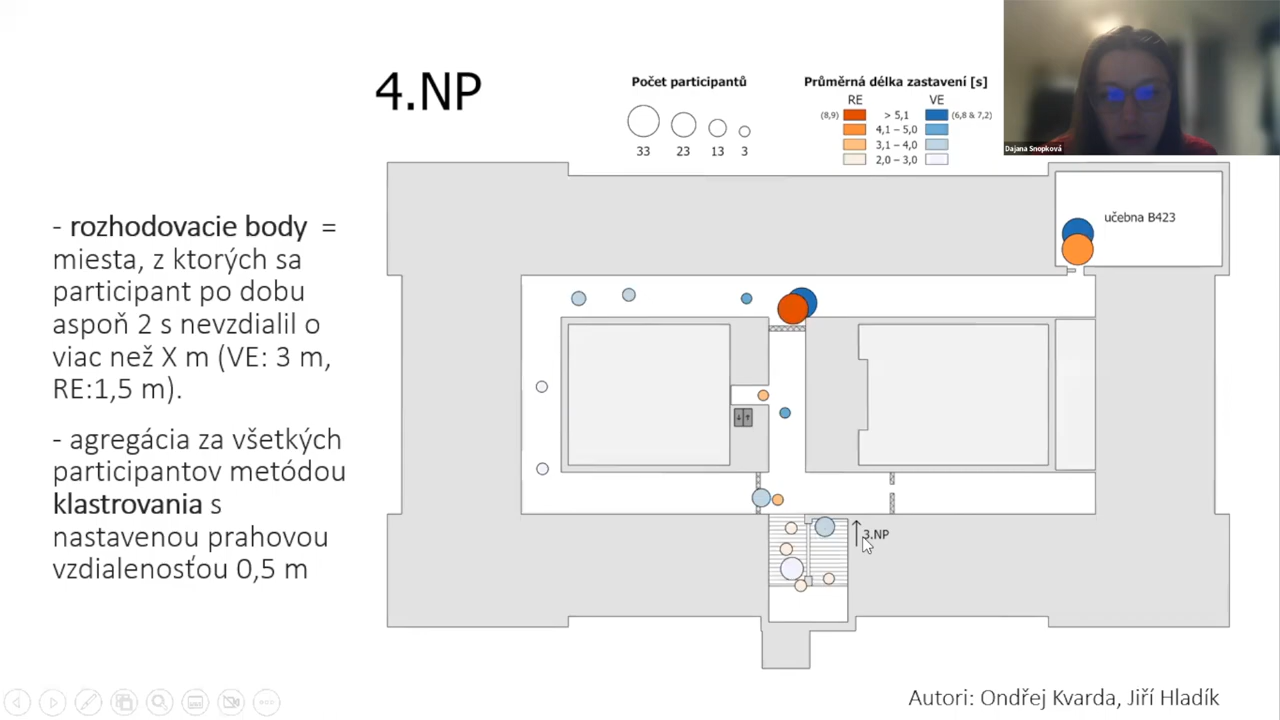 4.NP
Počet participantů
33 23 13 3
Průměrná délka zastavení [s]
RE VE
(8,9) > 5,1 (6,8 & 7,2)
4,1 – 5,0
3,1 – 4,0
2,0 – 3,0
Dajana Snopková
- rozhodovacie body =
miesta, z ktorých sa
participant po dobu
aspoň 2 s nevzdialil o
viac než X m (VE: 3 m,
RE:1,5 m).
- agregácia za všetkých
participantov metódou
klastrovania s
nastavenou prahovou
vzdialenosťou 0,5 m
učebna B423
3.NP
Autori: Ondřej Kvarda, Jiří Hladík